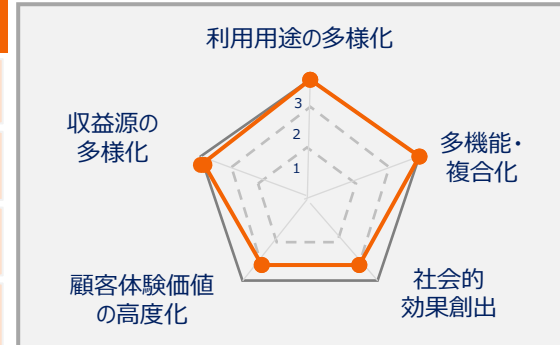 利用用途の多様化
3
2
1
収益源の
多様化
多機能・
複合化
顧客体験価値
の高度化
社会的
効果創出